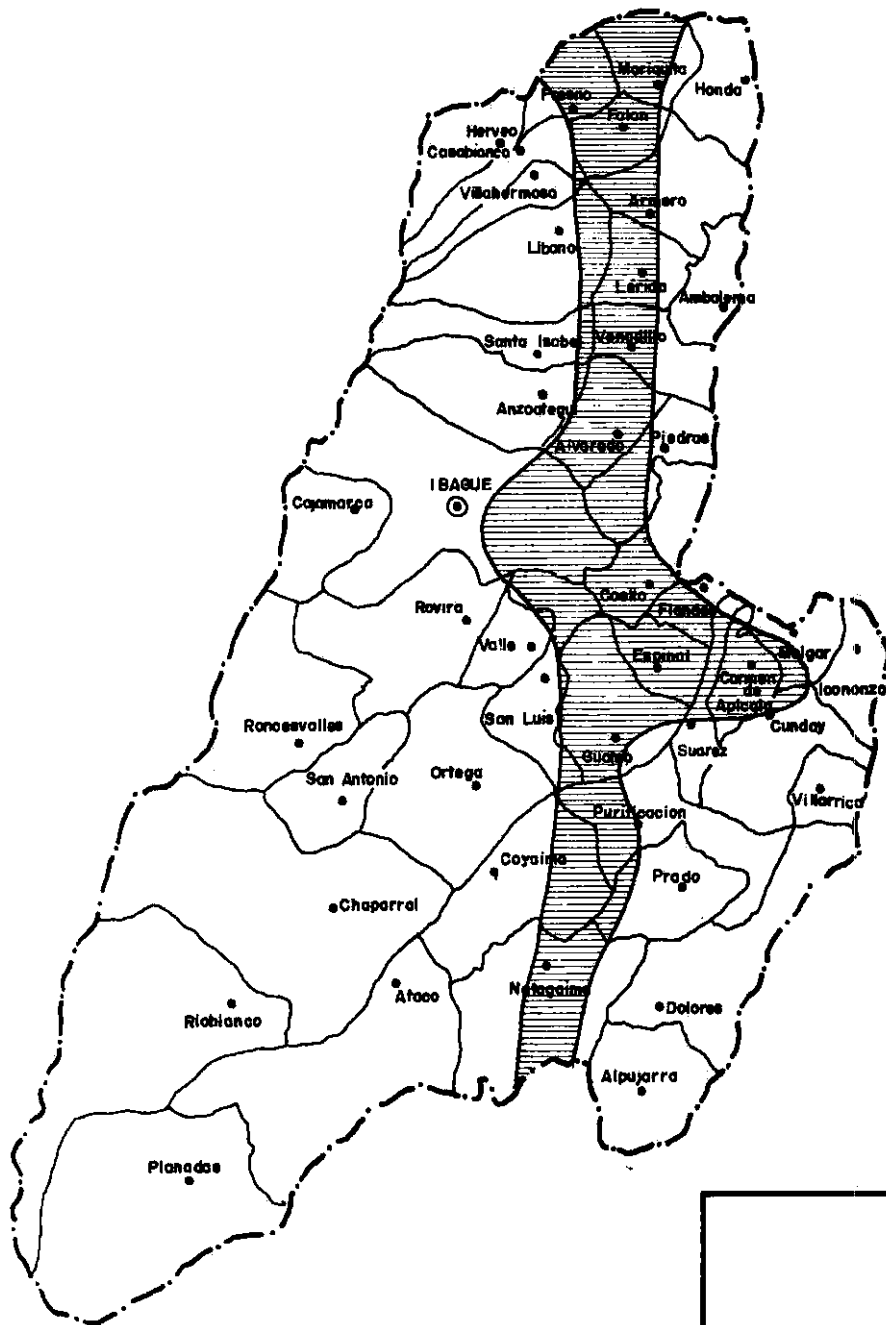 Mariquita
Honda
Fresno
Falan
Herveo
Casabianca
Villahermosa
Armero
Libano
Lerida
Ambalema
Venadillo
Santa Isabel
Anzoategui
Alvarado
Piedras
IBAGUE
Cajamarca
Coello
Flandes
Rovira
Valle
Espinal
Melgar
Carmen
de
Apicala
Icononzo
San Luis
Cunday
Roncesvalles
Guamo
Suarez
San Antonio
Ortega
Villarrica
Purificacion
Coyaima
Prado
Chaparral
Natagaima
Ataco
Dolores
Rioblanco
Alpujarra
Planadas